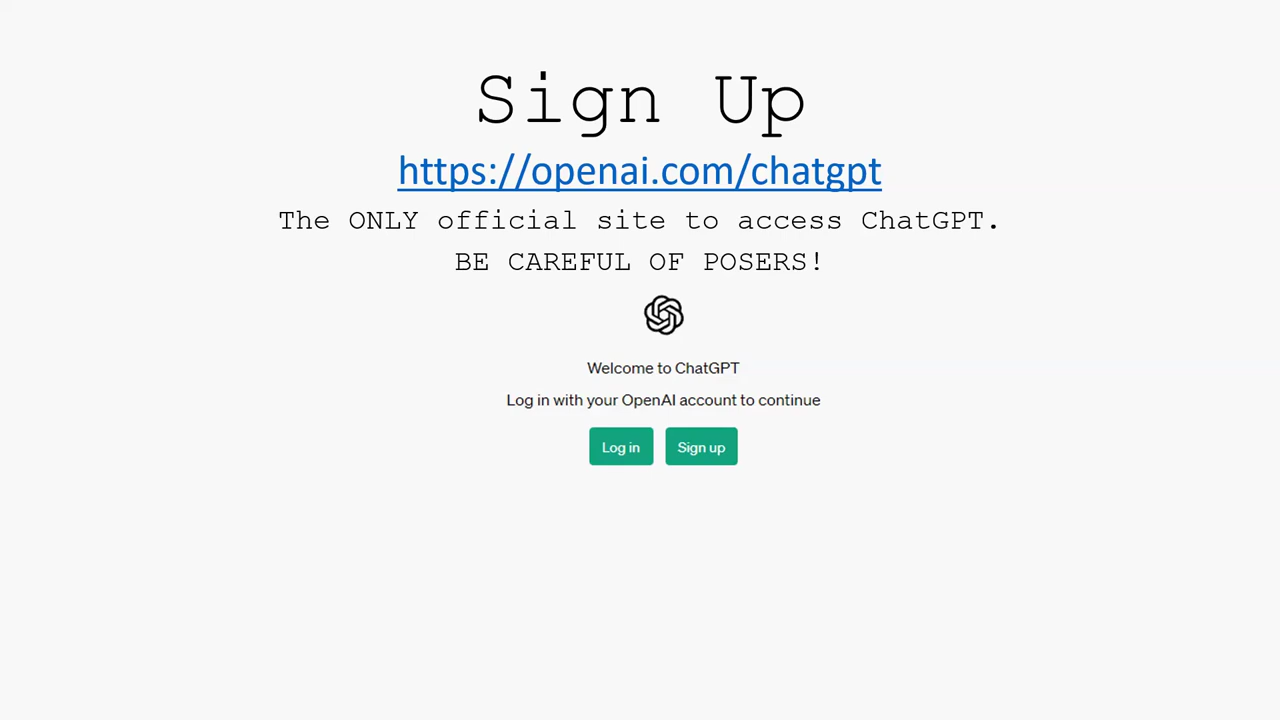 Sign Up
https://openai.com/chatgpt
The ONLY official site to access ChatGPT.
BE CAREFUL OF POSERS!
Welcome to ChatGPT
Log in with your OpenAI account to continue
Log in Sign up